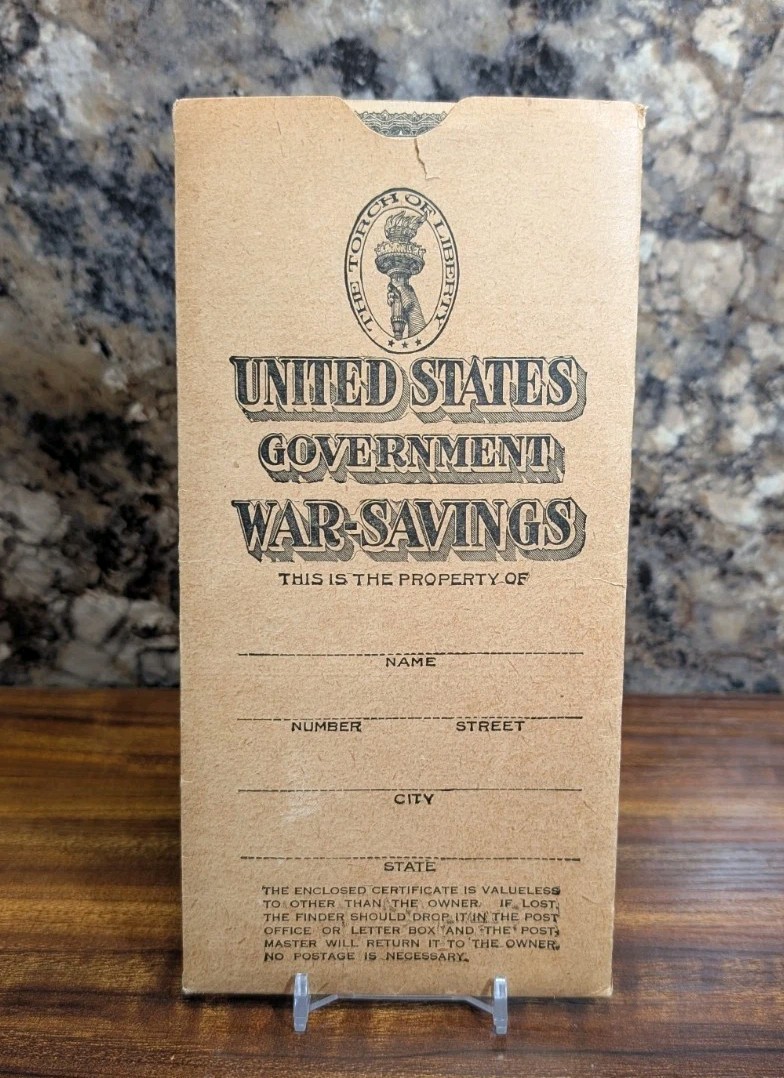 THE TORCH OF LIBERTY
UNITED STATES
GOVERNMENT
WAR-SAVINGS
THIS IS THE PROPERTY OF
NAME
NUMBER STREET
CITY
STATE
THE ENCLOSED CERTIFICATE IS VALUELESS
TO OTHER THAN THE OWNER. IF LOST,
THE FINDER SHOULD DROP IT IN THE POST
OFFICE OR LETTER BOX AND THE POST,
MASTER WILL RETURN IT TO THE OWNER.
NO POSTAGE IS NECESSARY.